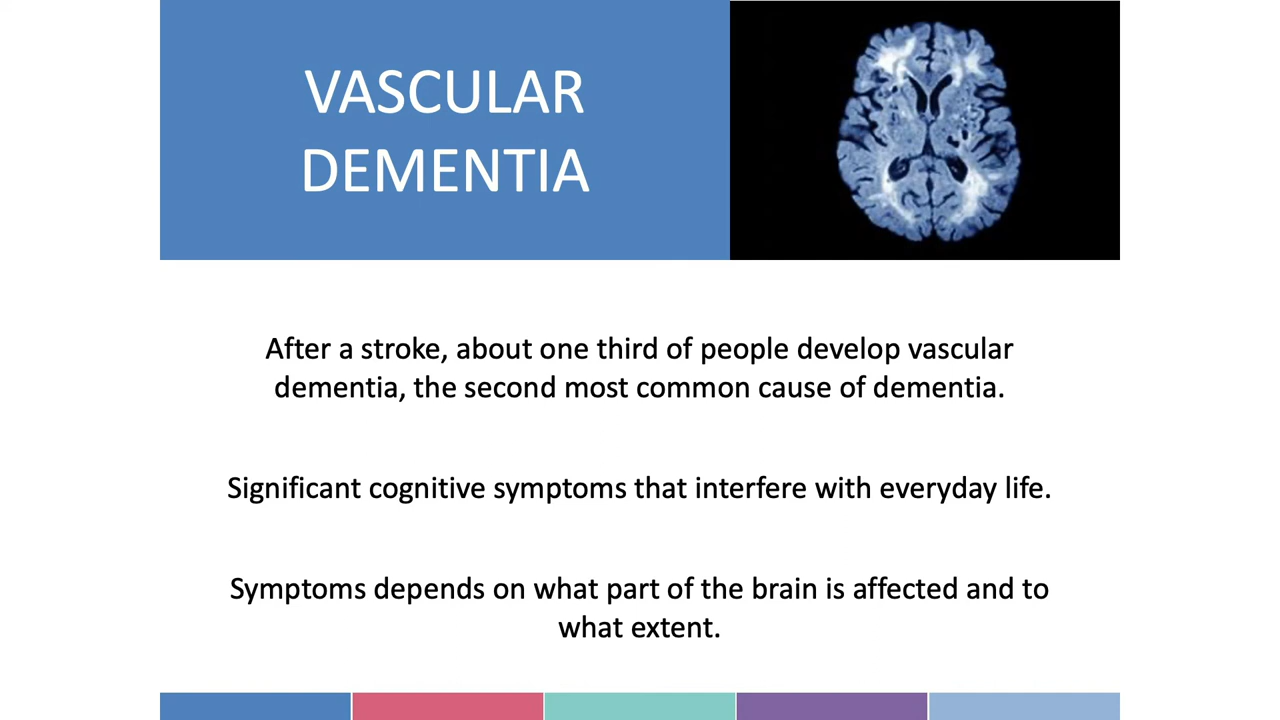 VASCULAR
DEMENTIA
After a stroke, about one third of people develop vascular
dementia, the second most common cause of dementia.
Significant cognitive symptoms that interfere with everyday life.
Symptoms depends on what part of the brain is affected and to
what extent.